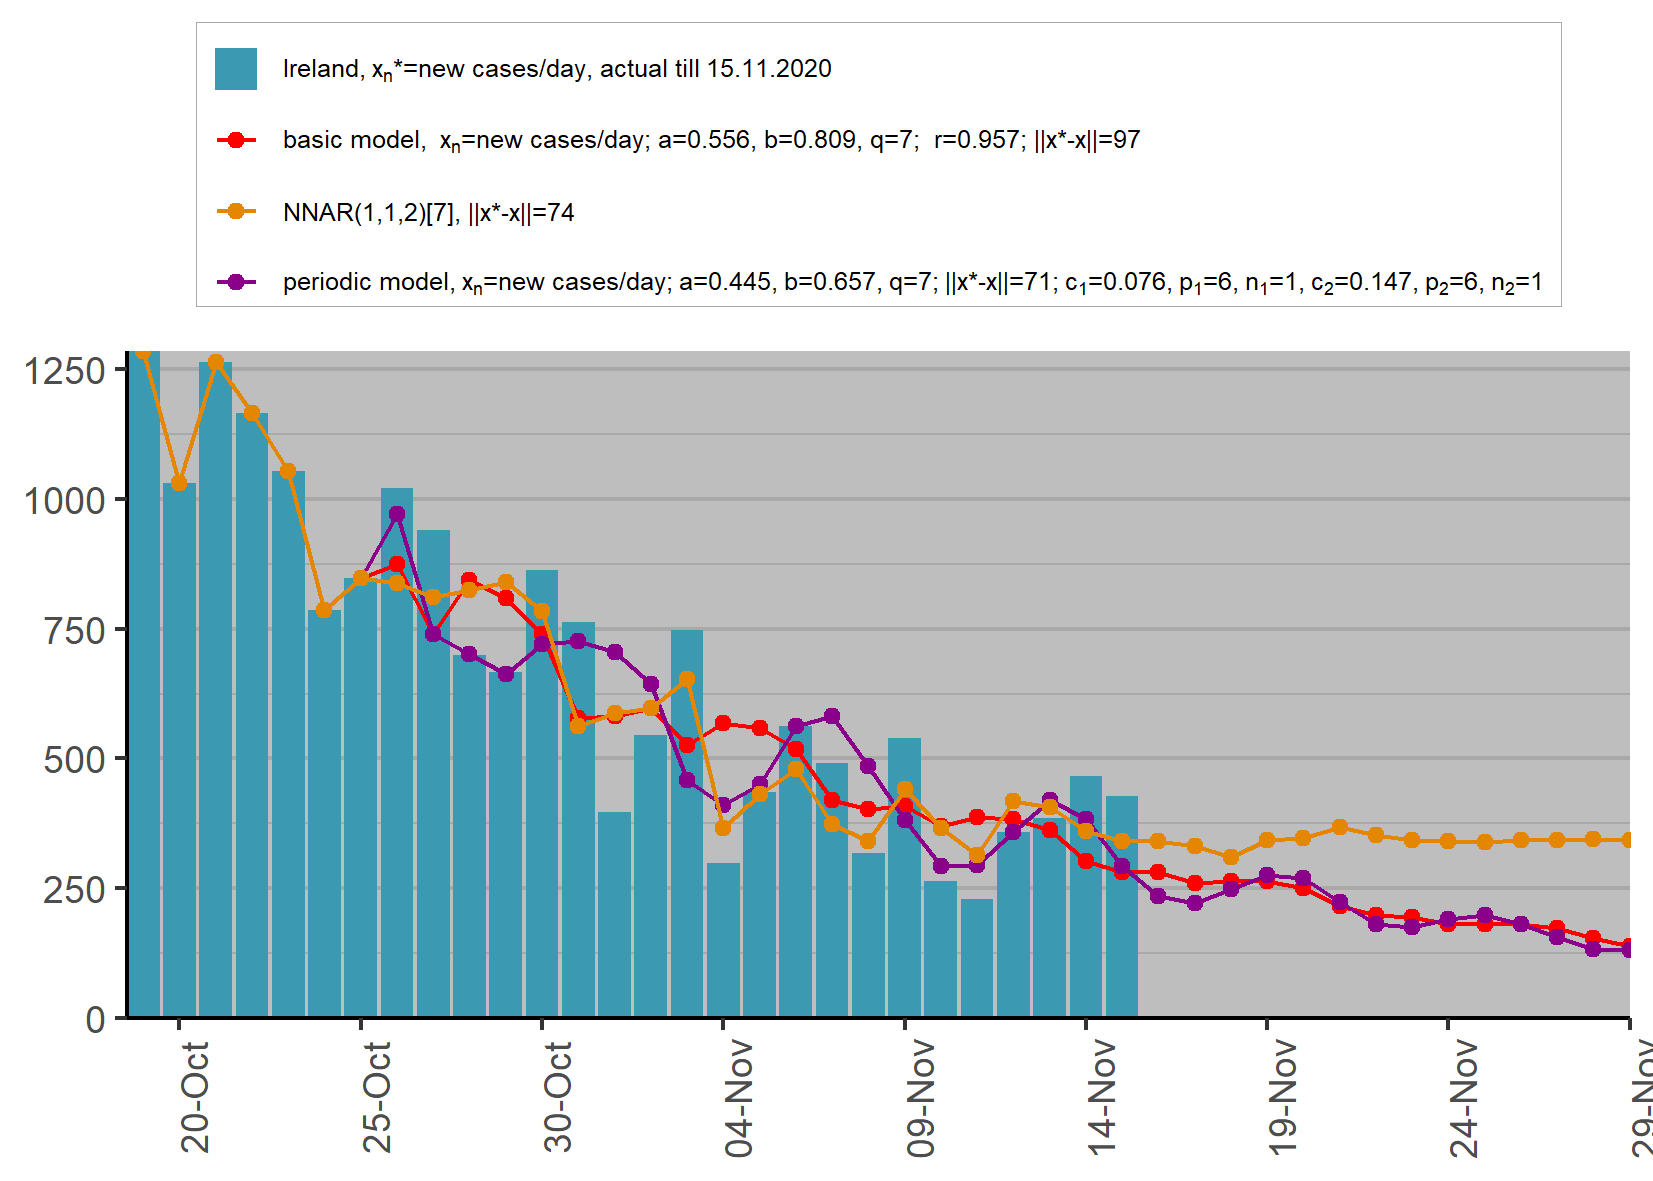 Ireland, xₙ*=new cases/day, actual till 15.11.2020
basic model,  xₙ=new cases/day; a=0.556, b=0.809, q=7;  r=0.957; ||x*-x||=97
NNAR(1,1,2)[7], ||x*-x||=74
periodic model, xₙ=new cases/day; a=0.445, b=0.657, q=7; ||x*-x||=71; c₁=0.076, p₁=6, n₁=1, c₂=0.147, p₂=6, n₂=1
1250
1000
750
500
250
0
20-Oct
25-Oct
30-Oct
04-Nov
09-Nov
14-Nov
19-Nov
24-Nov
29-Nov